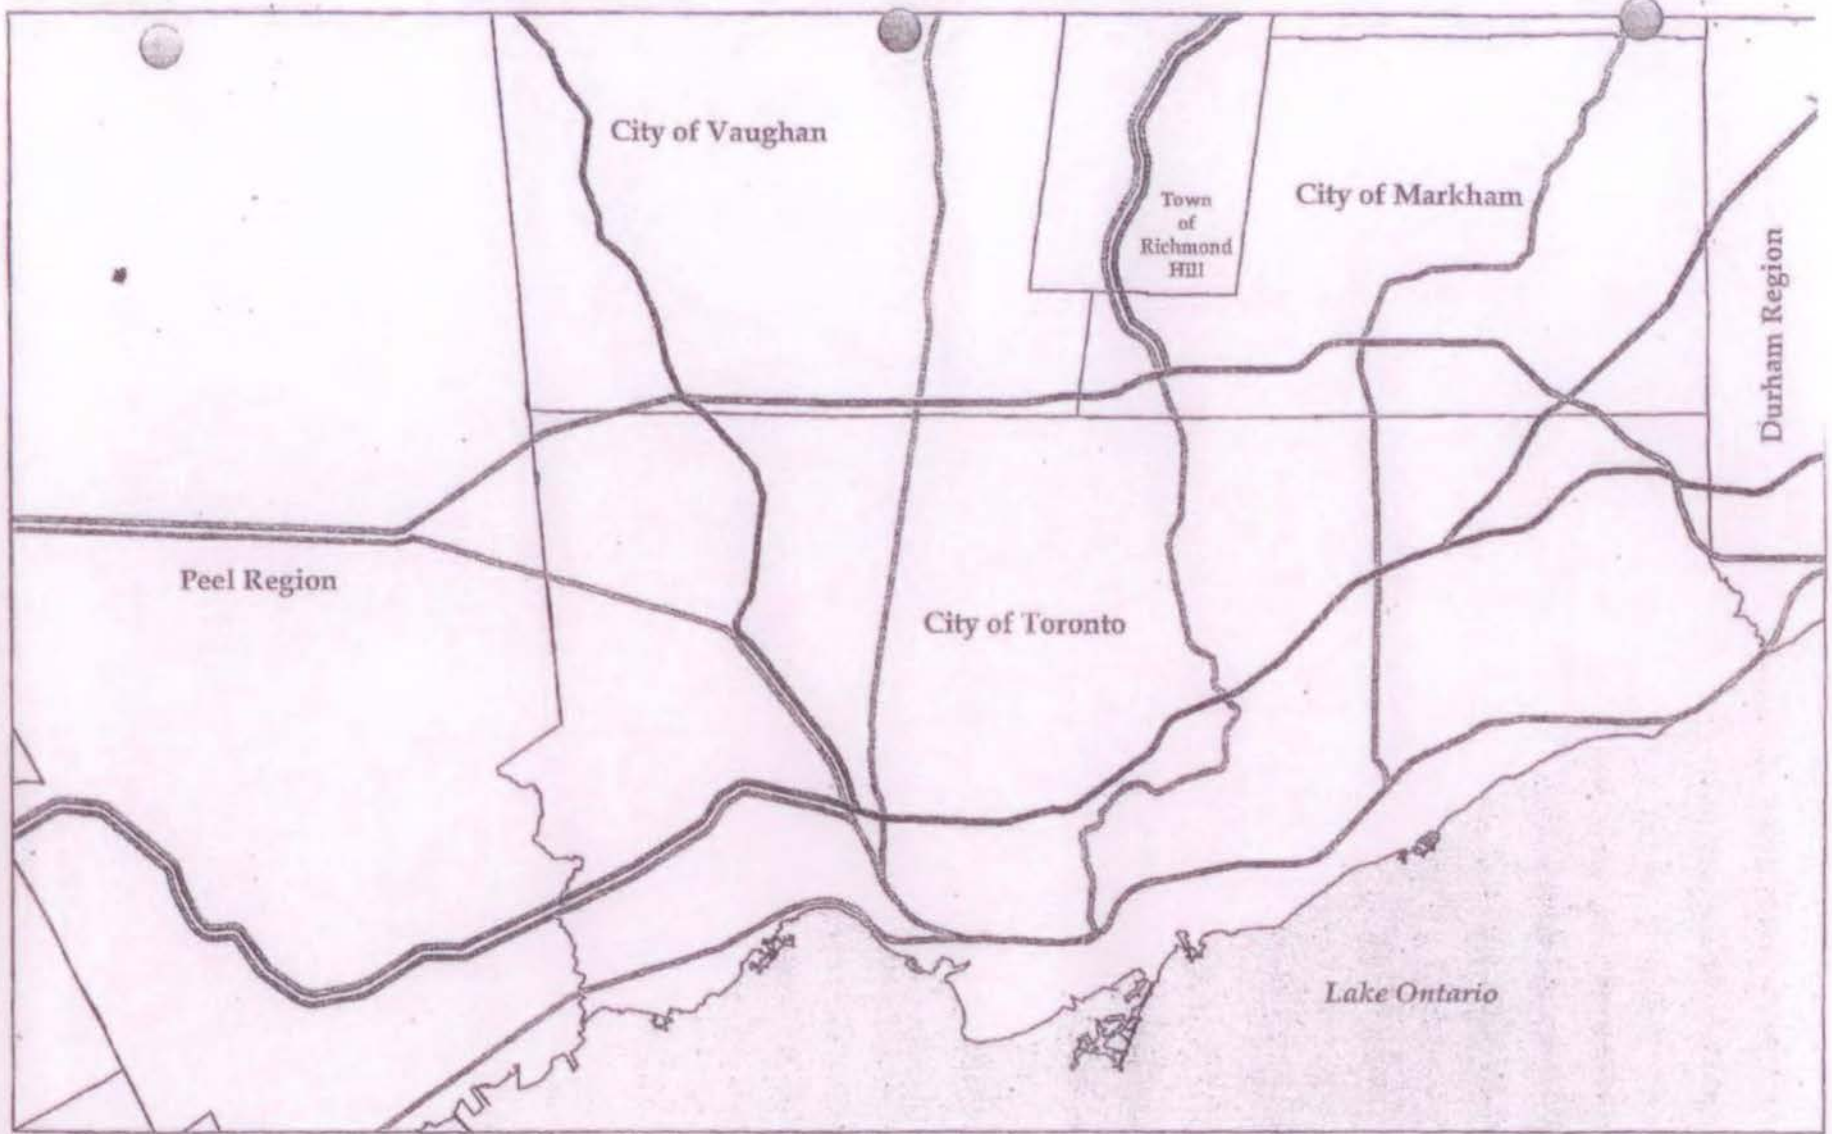 City of Vaughan
City of Markham
Town
of
Richmond
Hill
Durham Region
Peel Region
City of Toronto
Lake Ontario